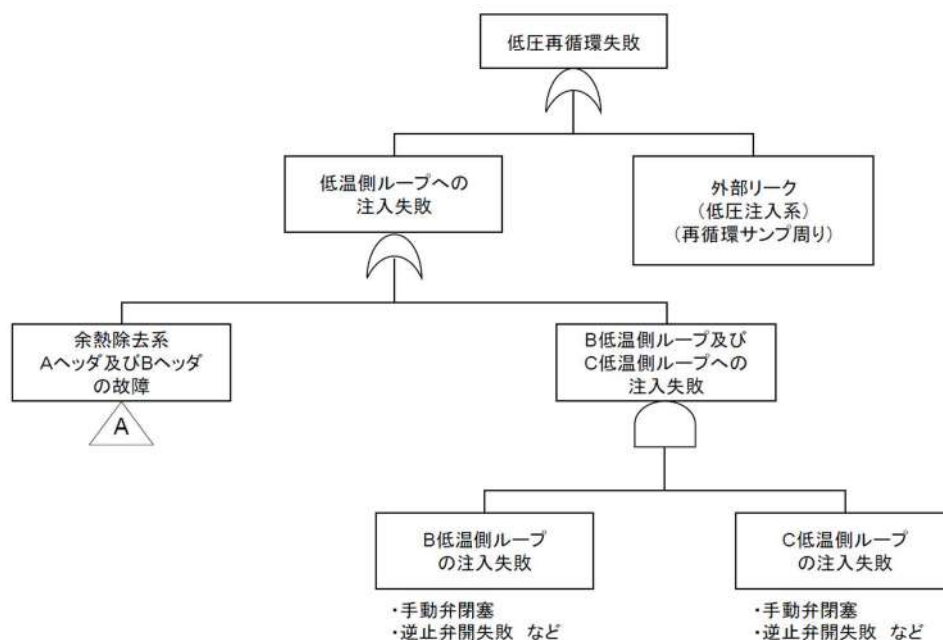 低圧再循環失敗
低温側ループへの
注入失敗
外部リーク
(低圧注入系)
(再循環サンプ周り)
余熱除去系
Aヘッダ及びBヘッダ
の故障
A
B低温側ループ及び
C低温側ループへの
注入失敗
B低温側ループ
の注入失敗
C低温側ループ
の注入失敗
・手動弁閉塞
・逆止弁開失敗 など
・手動弁閉塞
・逆止弁開失敗 など